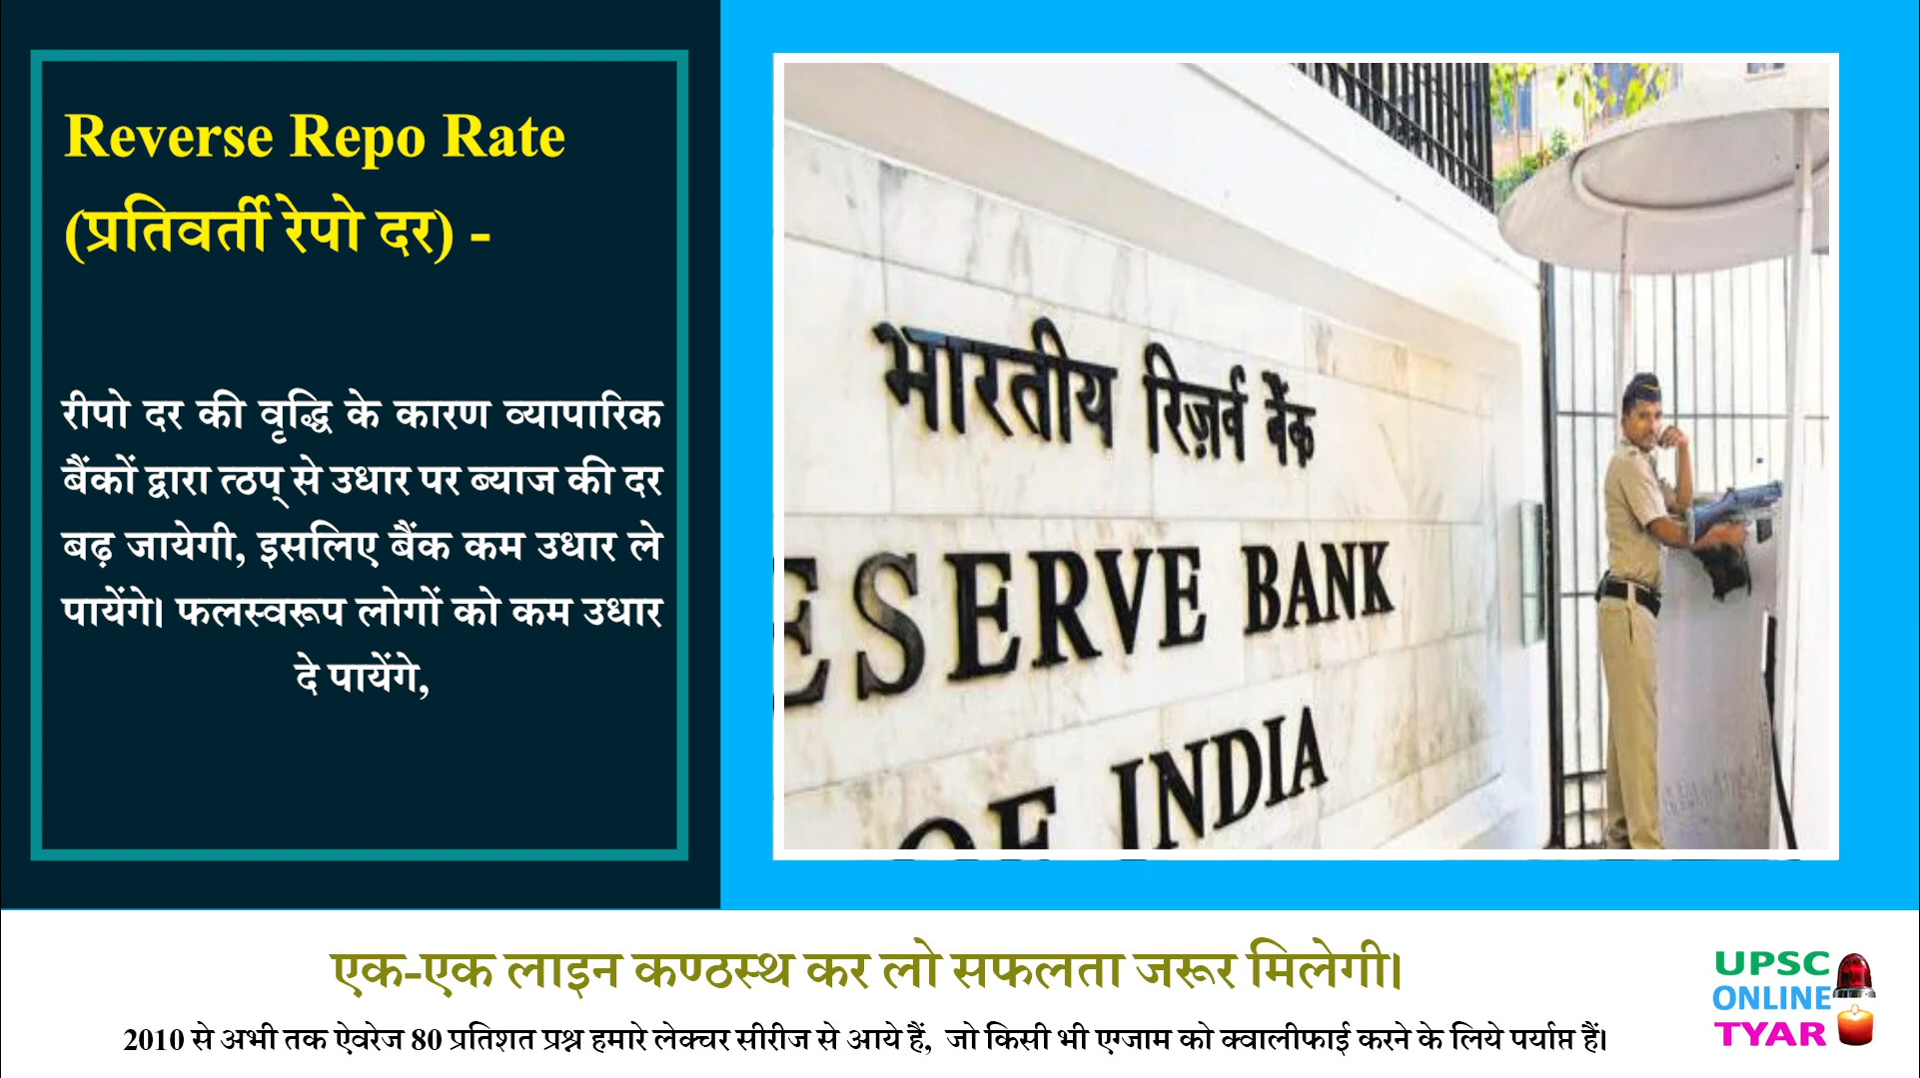 Reverse Repo Rate
(प्रतिवर्ती रेपो दर) -
रीपो दर की वृद्धि के कारण व्यापारिक
बैंकों द्वारा त्ठप् से उधार पर ब्याज की दर
बढ़ जायेगी, इसलिए बैंक कम उधार ले
पायेंगे। फलस्वरूप लोगों को कम उधार
दे पायेंगे,
भारतीय रिज़र्व बैंक
ESERVE BANK
OF INDIA
एक-एक लाइन कण्ठस्थ कर लो सफलता जरूर मिलेगी।
2010 से अभी तक ऐवरेज 80 प्रतिशत प्रश्न हमारे लेक्चर सीरीज से आये हैं, जो किसी भी एग्जाम को क्वालीफाई करने के लिये पर्याप्त हैं।
UPSC
ONLINE
TYAR